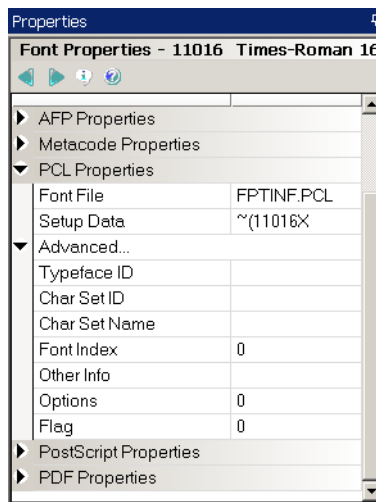 Properties
Font Properties - 11016 Times-Roman 16
AFP Properties
Metacode Properties
PCL Properties
Font File FPTINF.PCL
Setup Data ~(11016X
Advanced...
Typeface ID
Char Set ID
Char Set Name
Font Index 0
Other Info
Options 0
Flag 0
PostScript Properties
PDF Properties